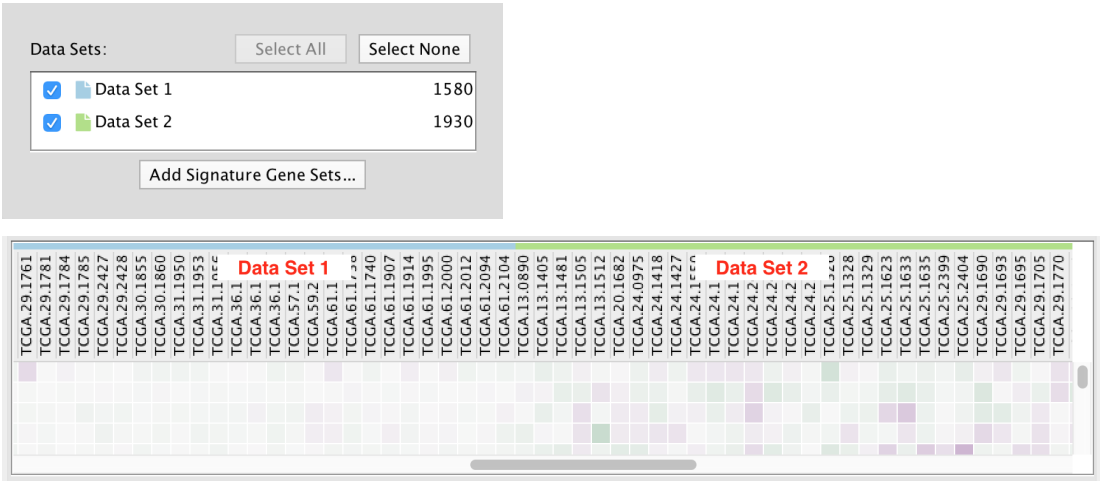 Data Sets:
Select All
Select None
Data Set 1
1580
Data Set 2
1930
Add Signature Gene Sets...
Data Set 1
Data Set 2
TCGA.29.1761
TCGA.29.1781
TCGA.29.1784
TCGA.29.1785
TCGA.29.2427
TCGA.29.2428
TCGA.30.1855
TCGA.30.1860
TCGA.31.1950
TCGA.31.1953
TCGA.36.1
TCGA.36.1
TCGA.36.1
TCGA.57.1
TCGA.59.2
TCGA.61.1
TCGA.61.1740
TCGA.61.1907
TCGA.61.1914
TCGA.61.1995
TCGA.61.2000
TCGA.61.2012
TCGA.61.2094
TCGA.61.2104
TCGA.13.0890
TCGA.13.1405
TCGA.13.1481
TCGA.13.1505
TCGA.13.1512
TCGA.20.1682
TCGA.24.0975
TCGA.24.1418
TCGA.24.1427
TCGA.24.1
TCGA.24.1
TCGA.24.2
TCGA.24.2
TCGA.24.2
TCGA.24.2
TCGA.25.1328
TCGA.25.1329
TCGA.25.1623
TCGA.25.1633
TCGA.25.1635
TCGA.25.2399
TCGA.25.2404
TCGA.29.1690
TCGA.29.1693
TCGA.29.1695
TCGA.29.1705
TCGA.29.1770